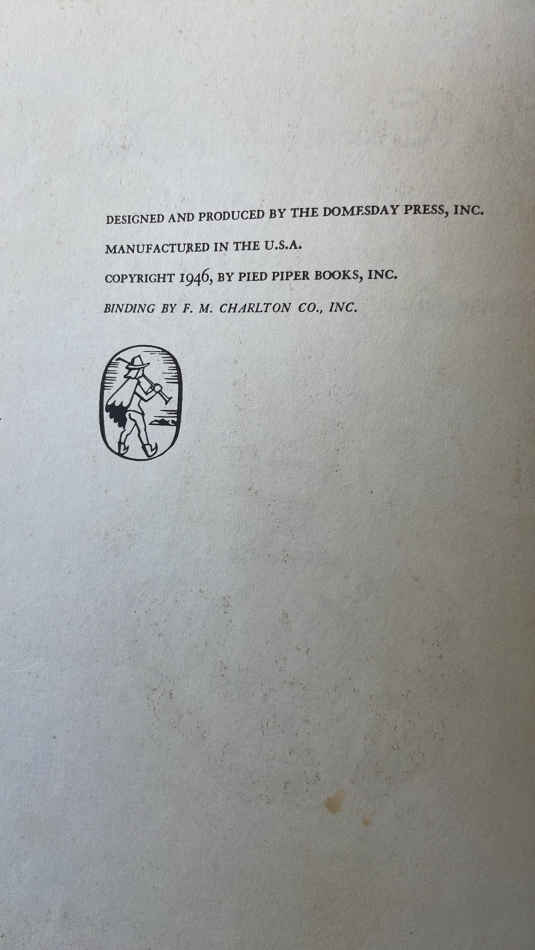 DESIGNED AND PRODUCED BY THE DOMESDAY PRESS, INC.
MANUFACTURED IN THE U.S.A.
COPYRIGHT 1946, BY PIED PIPER BOOKS, INC.
BINDING BY F. M. CHARLTON CO., INC.